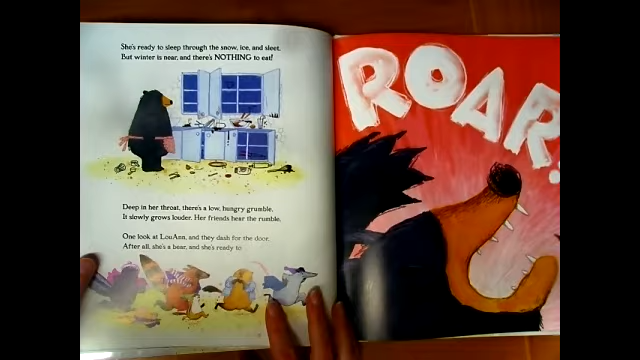 She's ready to sleep through the snow, ice, and sleet.
But winter is near, and there's NOTHING to eat!
Deep in her throat, there's a low, hungry grumble.
It slowly grows louder. Her friends hear the rumble.
One look at LouAnn, and they dash for the door.
After all, she's a bear, and she's ready to
ROAR!